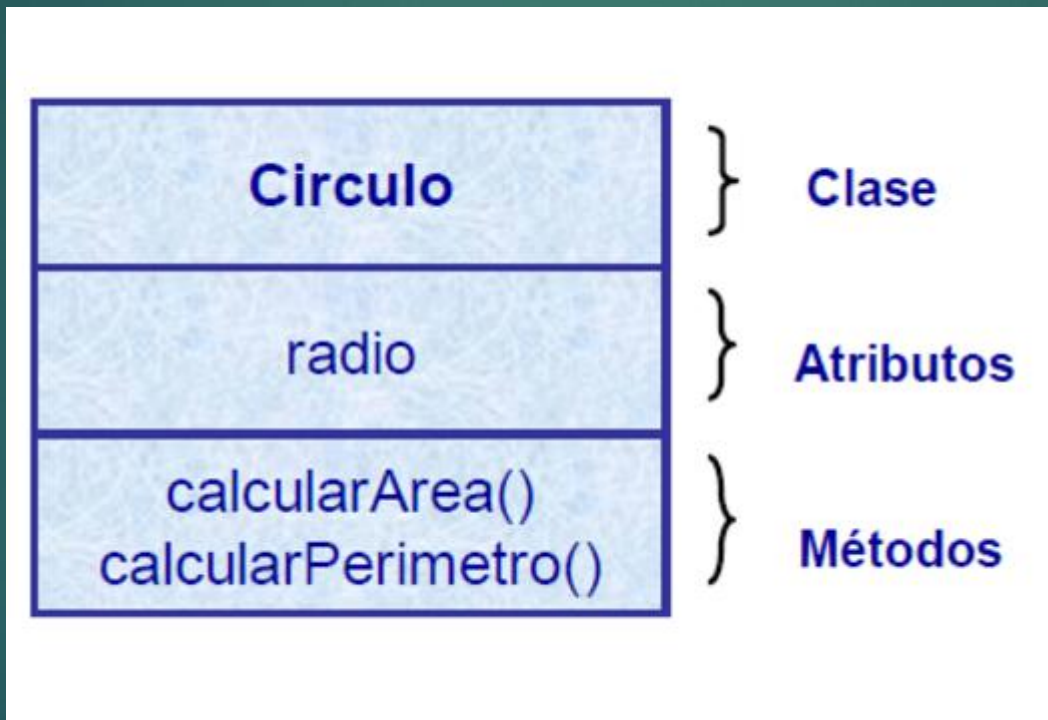 Circulo
Clase
radio
Atributos
calcularArea()
calcularPerimetro()
Métodos